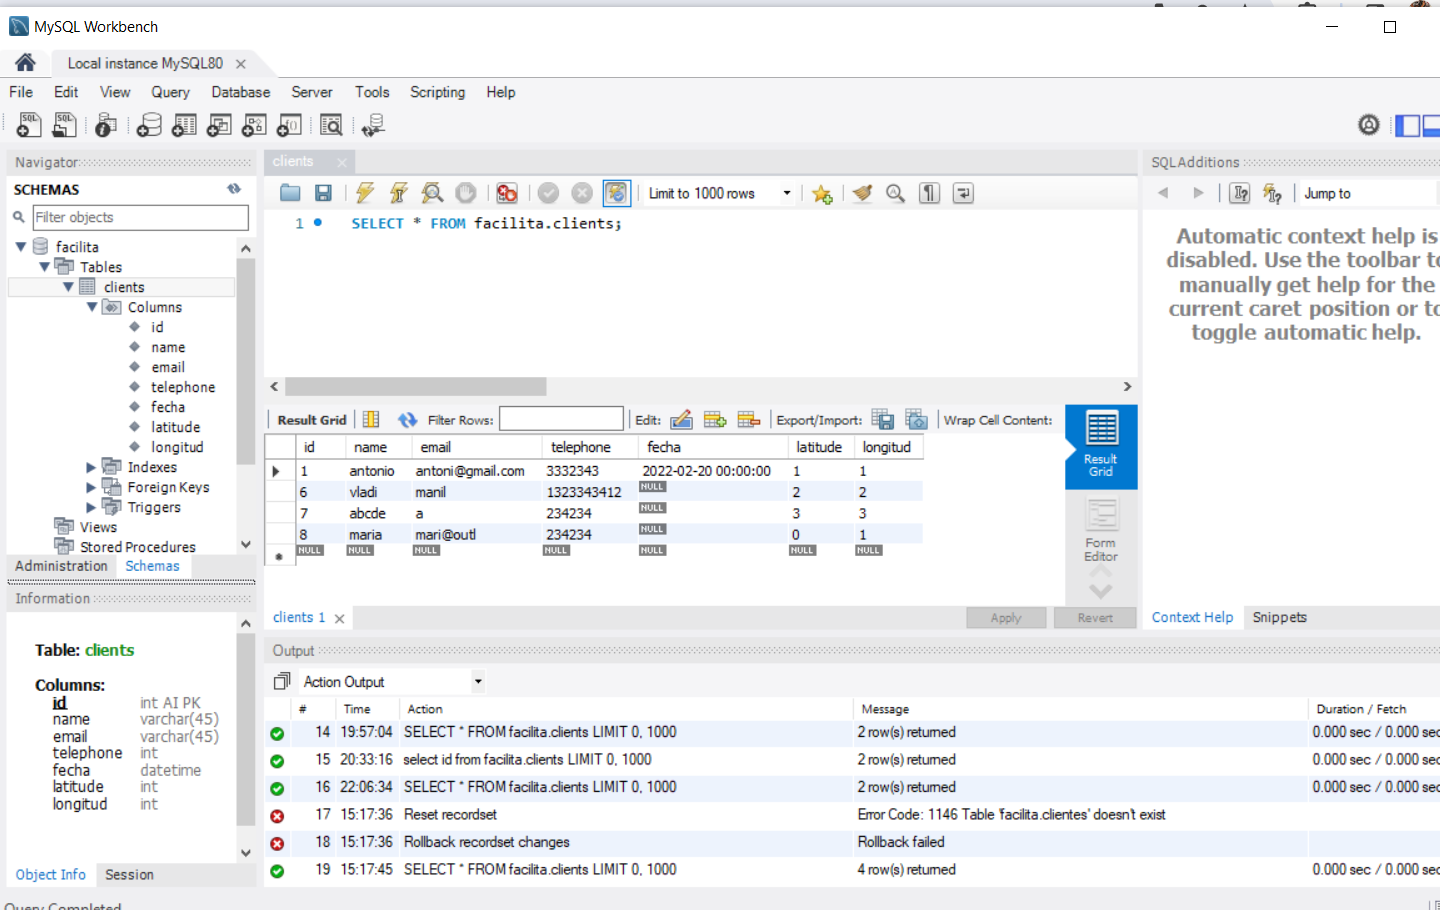 MySQL Workbench
Local instance MySQL80
File Edit View Query Database Server Tools Scripting Help
Navigator
SCHEMAS
Filter objects
facilita
Tables
clients
Columns
id
name
email
telephone
fecha
latitude
longitud
Indexes
Foreign Keys
Triggers
Views
Stored Procedures
Administration Schemas
Information
Table: clients
Columns:
id int AI PK
name varchar(45)
email varchar(45)
telephone int
fecha datetime
latitude int
longitud int
Object Info Session
clients
Limit to 1000 rows
1 SELECT * FROM facilita.clients;
Result Grid Filter Rows: Edit: Export/Import: Wrap Cell Content:
id name email telephone fecha latitude longitud
1 antonio antoni@gmail.com 3332343 2022-02-20 00:00:00 1 1
6 vladi manil 1323343412 NULL 2 2
7 abcde a 234234 NULL 3 3
8 maria mari@outl 234234 NULL 0 1
NULL NULL NULL NULL NULL NULL NULL
Result
Grid
Form
Editor
clients 1 Apply Revert
SQLAdditions
Jump to
Automatic context help is
disabled. Use the toolbar to
manually get help for the
current caret position or to
toggle automatic help.
Context Help Snippets
Output
Action Output
# Time Action Message Duration / Fetch
14 19:57:04 SELECT * FROM facilita.clients LIMIT 0, 1000 2 row(s) returned 0.000 sec / 0.000 sec
15 20:33:16 select id from facilita.clients LIMIT 0, 1000 2 row(s) returned 0.000 sec / 0.000 sec
16 22:06:34 SELECT * FROM facilita.clients LIMIT 0, 1000 2 row(s) returned 0.000 sec / 0.000 sec
17 15:17:36 Reset recordset Error Code: 1146 Table 'facilita.clientes' doesn't exist
18 15:17:36 Rollback recordset changes Rollback failed
19 15:17:45 SELECT * FROM facilita.clients LIMIT 0, 1000 4 row(s) returned 0.000 sec / 0.000 sec
Query Completed